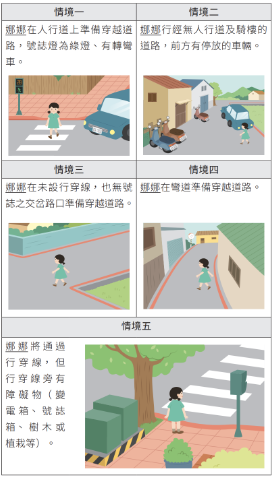 情境一
娜娜在人行道上準備穿越道
路，號誌燈為綠燈、有轉彎
車。
情境二
娜娜行經無人行道及騎樓的
道路，前方有停放的車輛。
情境三
娜娜在未設行穿線，也無號
誌之交岔路口準備穿越道路。
情境四
娜娜在彎道準備穿越道路。
情境五
娜娜將通過
行穿線，但
行穿線旁有
障礙物（變
電箱、號誌
箱、樹木或
植栽等）。